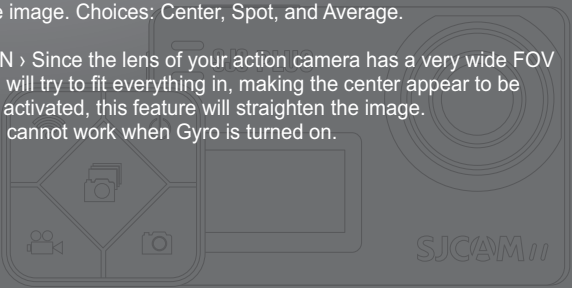 e image. Choices: Center, Spot, and Average.
N › Since the lens of your action camera has a very wide FOV
will try to fit everything in, making the center appear to be
activated, this feature will straighten the image.
cannot work when Gyro is turned on.
SJ8 PLUS
SJCAM